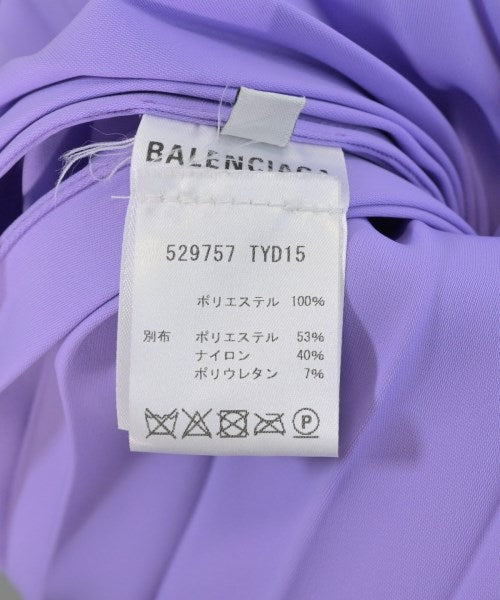 BALENCIAGA
529757 TYD15
ポリエステル 100%
別布 ポリエステル 53%
ナイロン 40%
ポリウレタン 7%
P